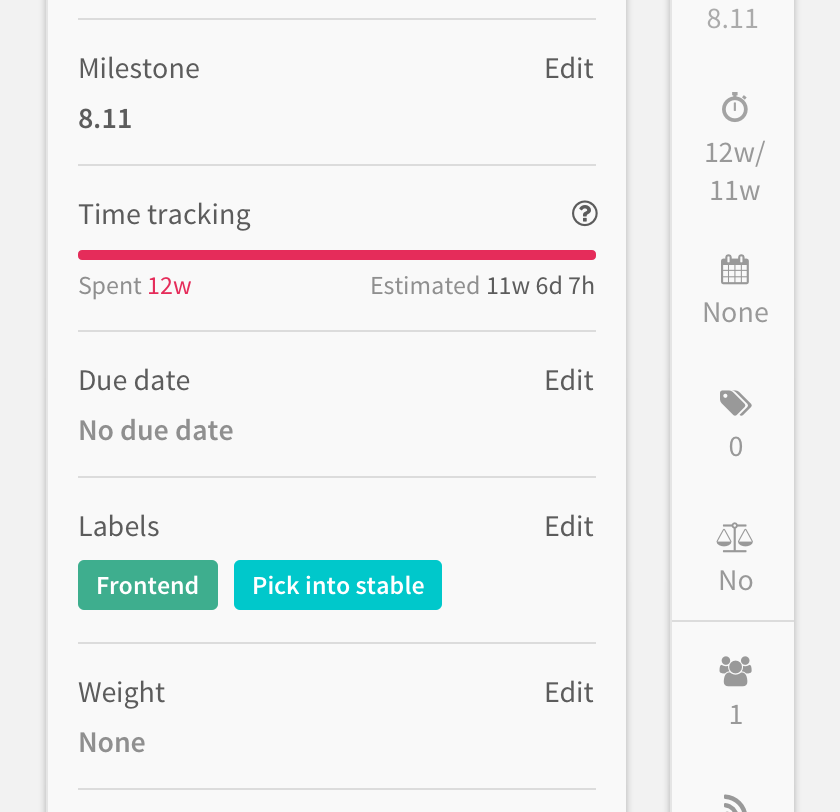 Milestone Edit
8.11
Time tracking ?
Spent 12w Estimated 11w 6d 7h
Due date Edit
No due date
Labels Edit
Frontend Pick into stable
Weight Edit
None
8.11
12w/
11w
None
0
No
1